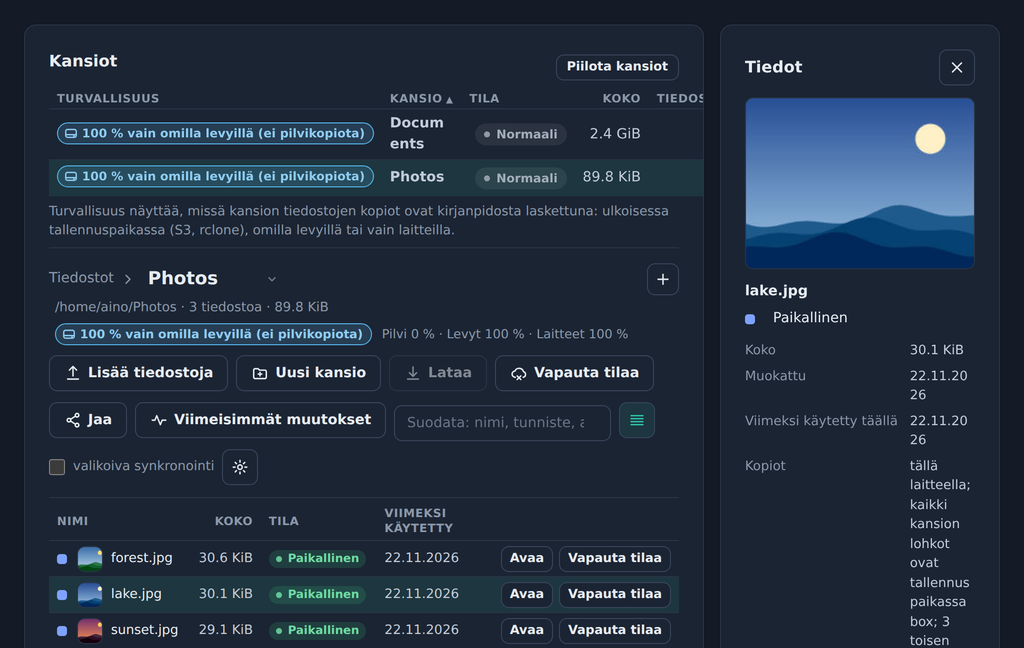 Kansiot
Piilota kansiot
TURVALLISUUS KANSIO ▲ TILA KOKO TIEDOS
100 % vain omilla levyillä (ei pilvikopiota) Docum
ents Normaali 2.4 GiB
100 % vain omilla levyillä (ei pilvikopiota) Photos Normaali 89.8 KiB
Turvallisuus näyttää, missä kansion tiedostojen kopiot ovat kirjanpidosta laskettuna: ulkoisessa
tallennuspaikassa (S3, rclone), omilla levyillä tai vain laitteilla.
Tiedostot > Photos
/home/aino/Photos · 3 tiedostoa · 89.8 KiB
100 % vain omilla levyillä (ei pilvikopiota) Pilvi 0 % · Levyt 100 % · Laitteet 100 %
Lisää tiedostoja Uusi kansio Lataa Vapauta tilaa
Jaa Viimeisimmät muutokset Suodata: nimi, tunniste,
valikoiva synkronointi
NIMI KOKO TILA VIIMEKSI
KÄYTETTY
forest.jpg 30.6 KiB Paikallinen 22.11.2026 Avaa Vapauta tilaa
lake.jpg 30.1 KiB Paikallinen 22.11.2026 Avaa Vapauta tilaa
sunset.jpg 29.1 KiB Paikallinen 22.11.2026 Avaa Vapauta tilaa
Tiedot
lake.jpg
Paikallinen
Koko 30.1 KiB
Muokattu 22.11.20
26
Viimeksi käytetty täällä 22.11.20
26
Kopiot tällä
laitteella;
kaikki
kansion
lohkot
ovat
tallennus
paikassa
box; 3
toisen